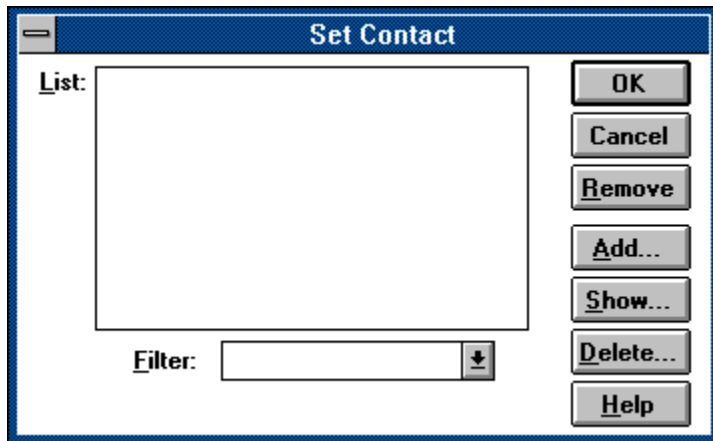 Set Contact
List:
OK
Cancel
Remove
Add...
Show...
Delete...
Help
Filter: